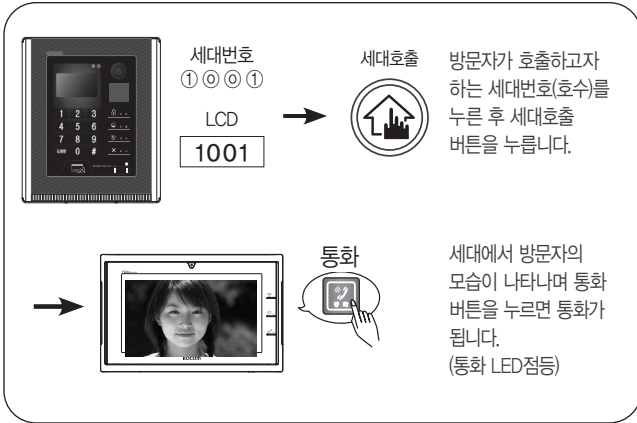 세대번호
① ⓞ ⓞ ①
LCD
1001
1 2 3
4 5 6
7 8 9
0 #
세대호출
방문자가 호출하고자
하는 세대번호(호수)를
누른 후 세대호출
버튼을 누릅니다.
KOCOM
통화
세대에서 방문자의
모습이 나타나며 통화
버튼을 누르면 통화가
됩니다.
(통화 LED점등)